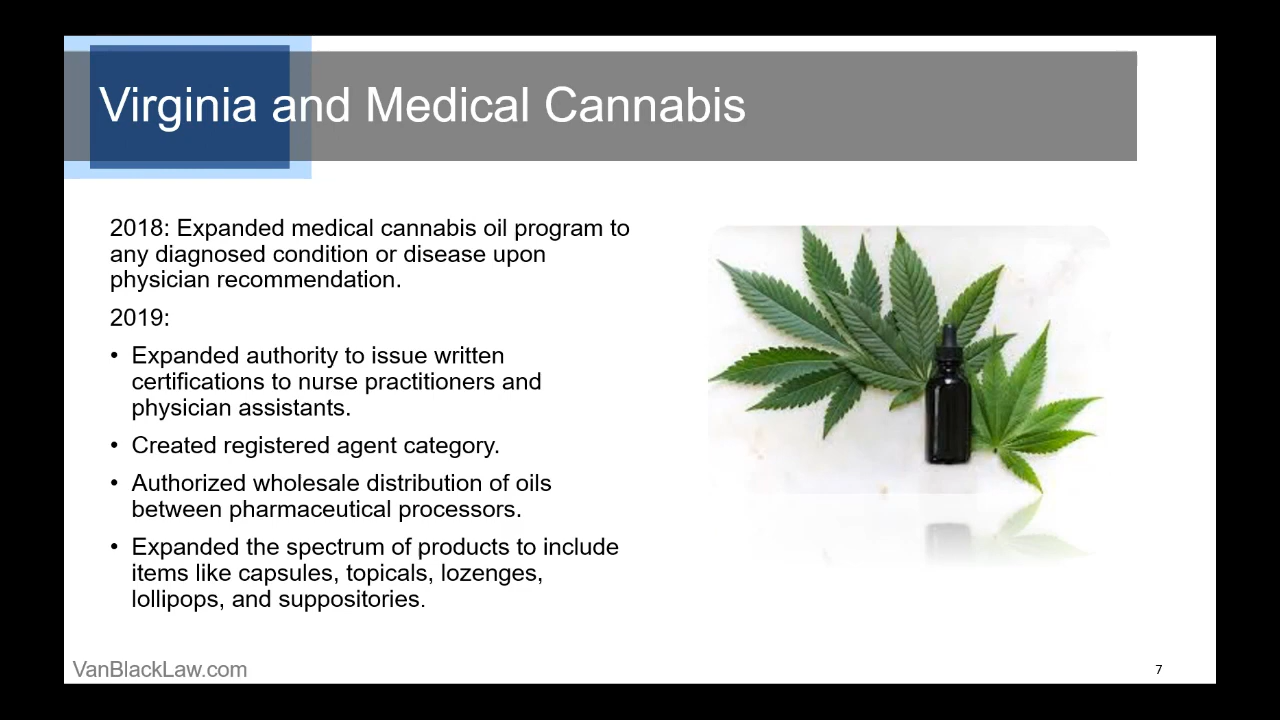 Virginia and Medical Cannabis
2018: Expanded medical cannabis oil program to
any diagnosed condition or disease upon
physician recommendation.
2019:
• Expanded authority to issue written
certifications to nurse practitioners and
physician assistants.
• Created registered agent category.
• Authorized wholesale distribution of oils
between pharmaceutical processors.
• Expanded the spectrum of products to include
items like capsules, topicals, lozenges,
lollipops, and suppositories.
VanBlackLaw.com
7